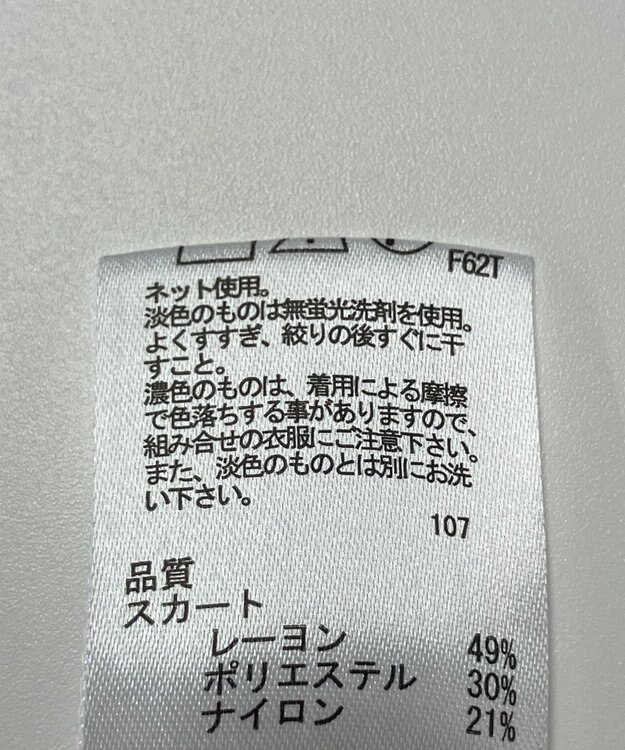 F62T
ネット使用。
淡色のものは無蛍光洗剤を使用。
よくすすぎ、絞りの後すぐに干
すこと。
濃色のものは、着用による摩擦
で色落ちする事がありますので、
組み合せの衣服にご注意下さい。
また、淡色のものとは別にお洗
い下さい。
107
品質
スカート
レーヨン 49%
ポリエステル 30%
ナイロン 21%